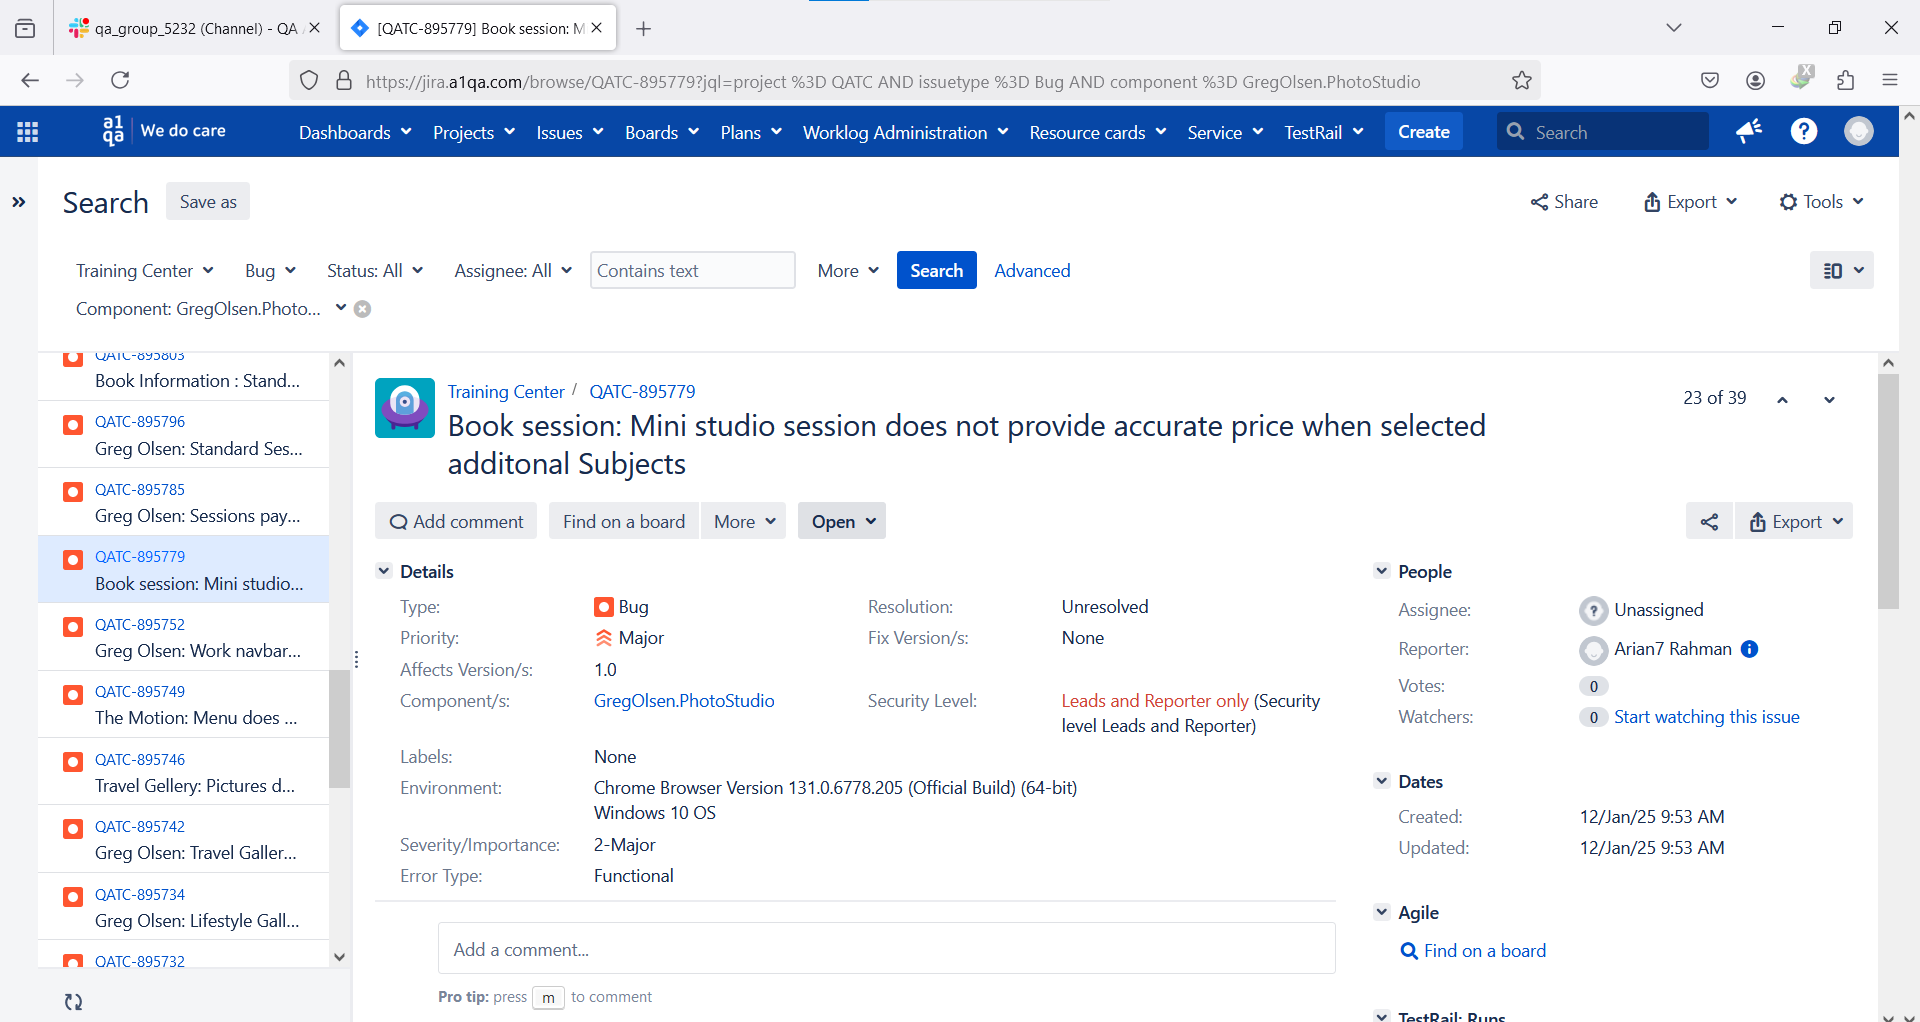 qa_group_5232 (Channel) - QA
[QATC-895779] Book session: M
https://jira.a1qa.com/browse/QATC-895779?jql=project %3D QATC AND issuetype %3D Bug AND component %3D GregOlsen.PhotoStudio
a1
qa
We do care
Dashboards
Projects
Issues
Boards
Plans
Worklog Administration
Resource cards
Service
TestRail
Create
Search
Search
Save as
Share
Export
Tools
Training Center
Bug
Status: All
Assignee: All
Contains text
More
Search
Advanced
Component: GregOlsen.Photo...
QATC-895803
Book Information : Stand...
QATC-895796
Greg Olsen: Standard Ses...
QATC-895785
Greg Olsen: Sessions pay...
QATC-895779
Book session: Mini studio...
QATC-895752
Greg Olsen: Work navbar...
QATC-895749
The Motion: Menu does ...
QATC-895746
Travel Gellery: Pictures d...
QATC-895742
Greg Olsen: Travel Galler...
QATC-895734
Greg Olsen: Lifestyle Gall...
QATC-895732
Training Center / QATC-895779
23 of 39
Book session: Mini studio session does not provide accurate price when selected
additonal Subjects
Add comment
Find on a board
More
Open
Export
Details
Type: Bug
Resolution: Unresolved
Priority: Major
Fix Version/s: None
Affects Version/s: 1.0
Component/s: GregOlsen.PhotoStudio
Security Level: Leads and Reporter only (Security
level Leads and Reporter)
Labels: None
Environment: Chrome Browser Version 131.0.6778.205 (Official Build) (64-bit)
Windows 10 OS
Severity/Importance: 2-Major
Error Type: Functional
Add a comment...
Pro tip: press m to comment
People
Assignee: Unassigned
Reporter: Arian7 Rahman
Votes: 0
Watchers: 0 Start watching this issue
Dates
Created: 12/Jan/25 9:53 AM
Updated: 12/Jan/25 9:53 AM
Agile
Find on a board
TestRail: Runs